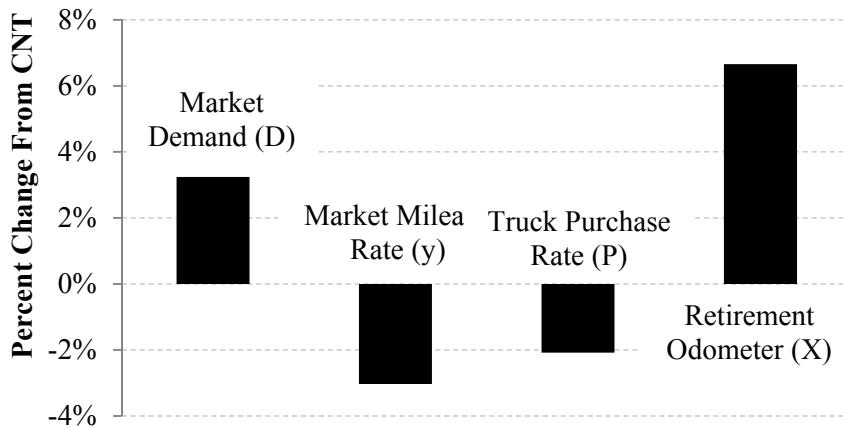 Percent Change From CNT
8%
6%
4%
2%
0%
-2%
-4%
Market
Demand (D)
Market Milea
Rate (y)
Truck Purchase
Rate (P)
Retirement
Odometer (X)